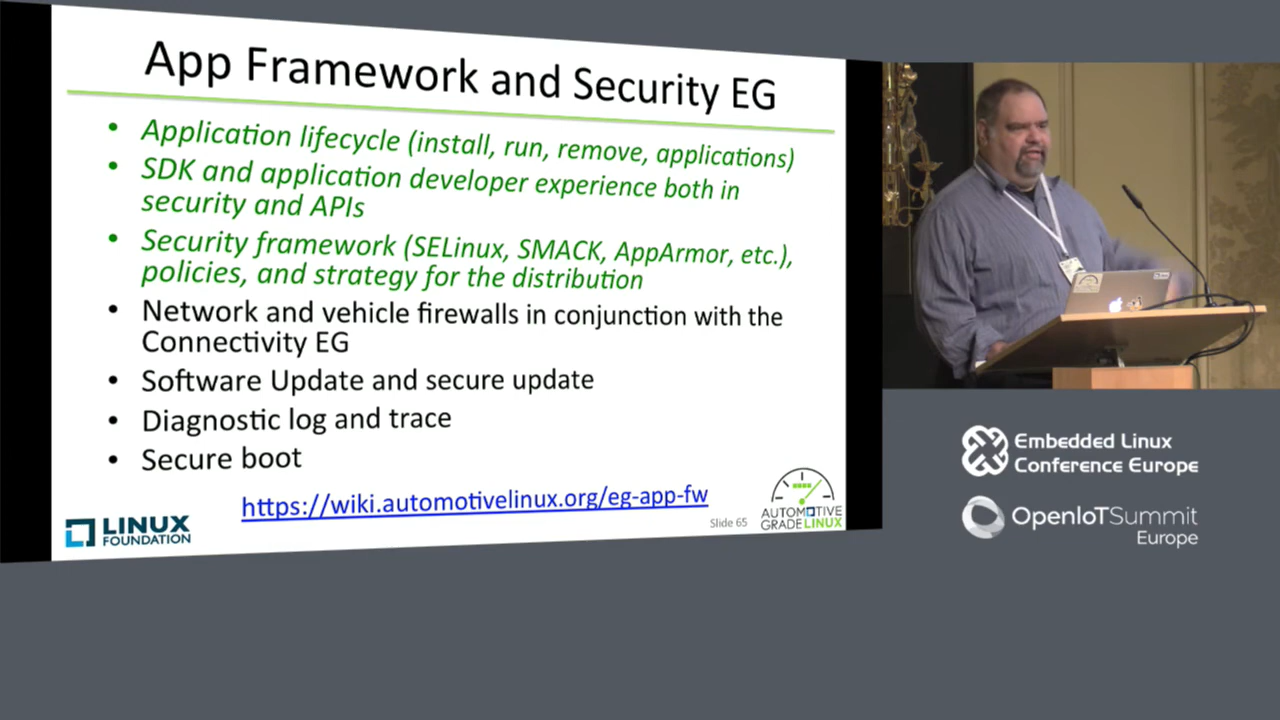 App Framework and Security EG
• Application lifecycle (install, run, remove, applications)
• SDK and application developer experience both in
security and APIs
• Security framework (SELinux, SMACK, AppArmor, etc.),
policies, and strategy for the distribution
• Network and vehicle firewalls in conjunction with the
Connectivity EG
• Software Update and secure update
• Diagnostic log and trace
• Secure boot
https://wiki.automotivelinux.org/eg-app-fw
LINUX
FOUNDATION
Slide 65
AUTOMOTIVE
GRADELINUX
Embedded Linux
Conference Europe
OpenIoTSummit
Europe